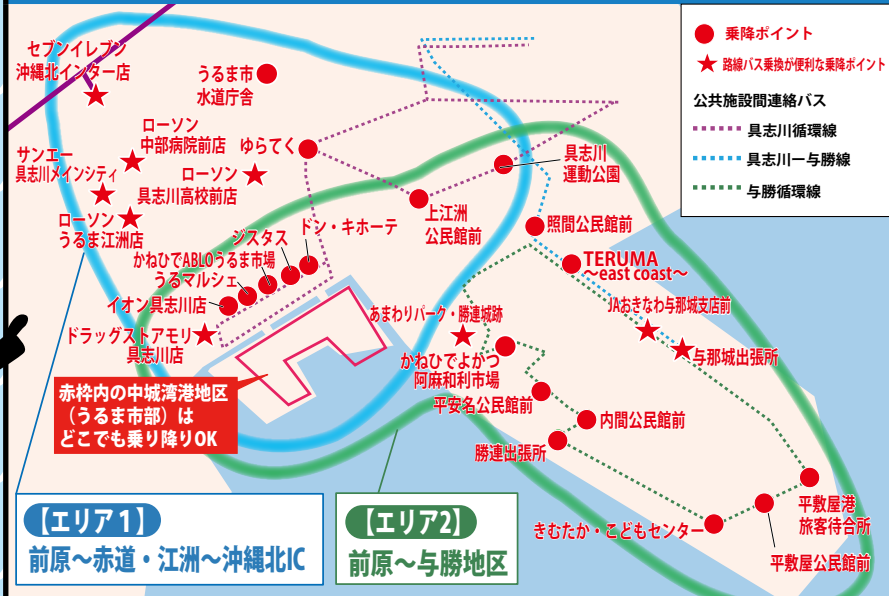 セブンイレブン
沖縄北インター店
うるま市
水道庁舎
ローソン
中部病院前店
ゆらてく
サンエー
具志川メインシティ
ローソン
具志川高校前店
ローソン
うるま江洲店
上江洲
公民館前
具志川
運動公園
照間公民館前
TERUMA
〜east coast〜
ドン・キホーテ
ジスタス
かねひでABLOうるま市場
うるマルシェ
イオン具志川店
ドラッグストアモリ
具志川店
あまわりパーク・勝連城跡
JAおきなわ与那城支店前
与那城出張所
かねひでよかつ
阿麻和利市場
平安名公民館前
内間公民館前
勝連出張所
きむたか・こどもセンター
平敷屋港
旅客待合所
平敷屋公民館前
赤枠内の中城湾港地区
（うるま市部）は
どこでも乗り降りOK
【エリア1】
前原〜赤道・江洲〜沖縄北IC
【エリア2】
前原〜与勝地区
乗降ポイント
路線バス乗換が便利な乗降ポイント
公共施設間連絡バス
具志川循環線
具志川ー与勝線
与勝循環線